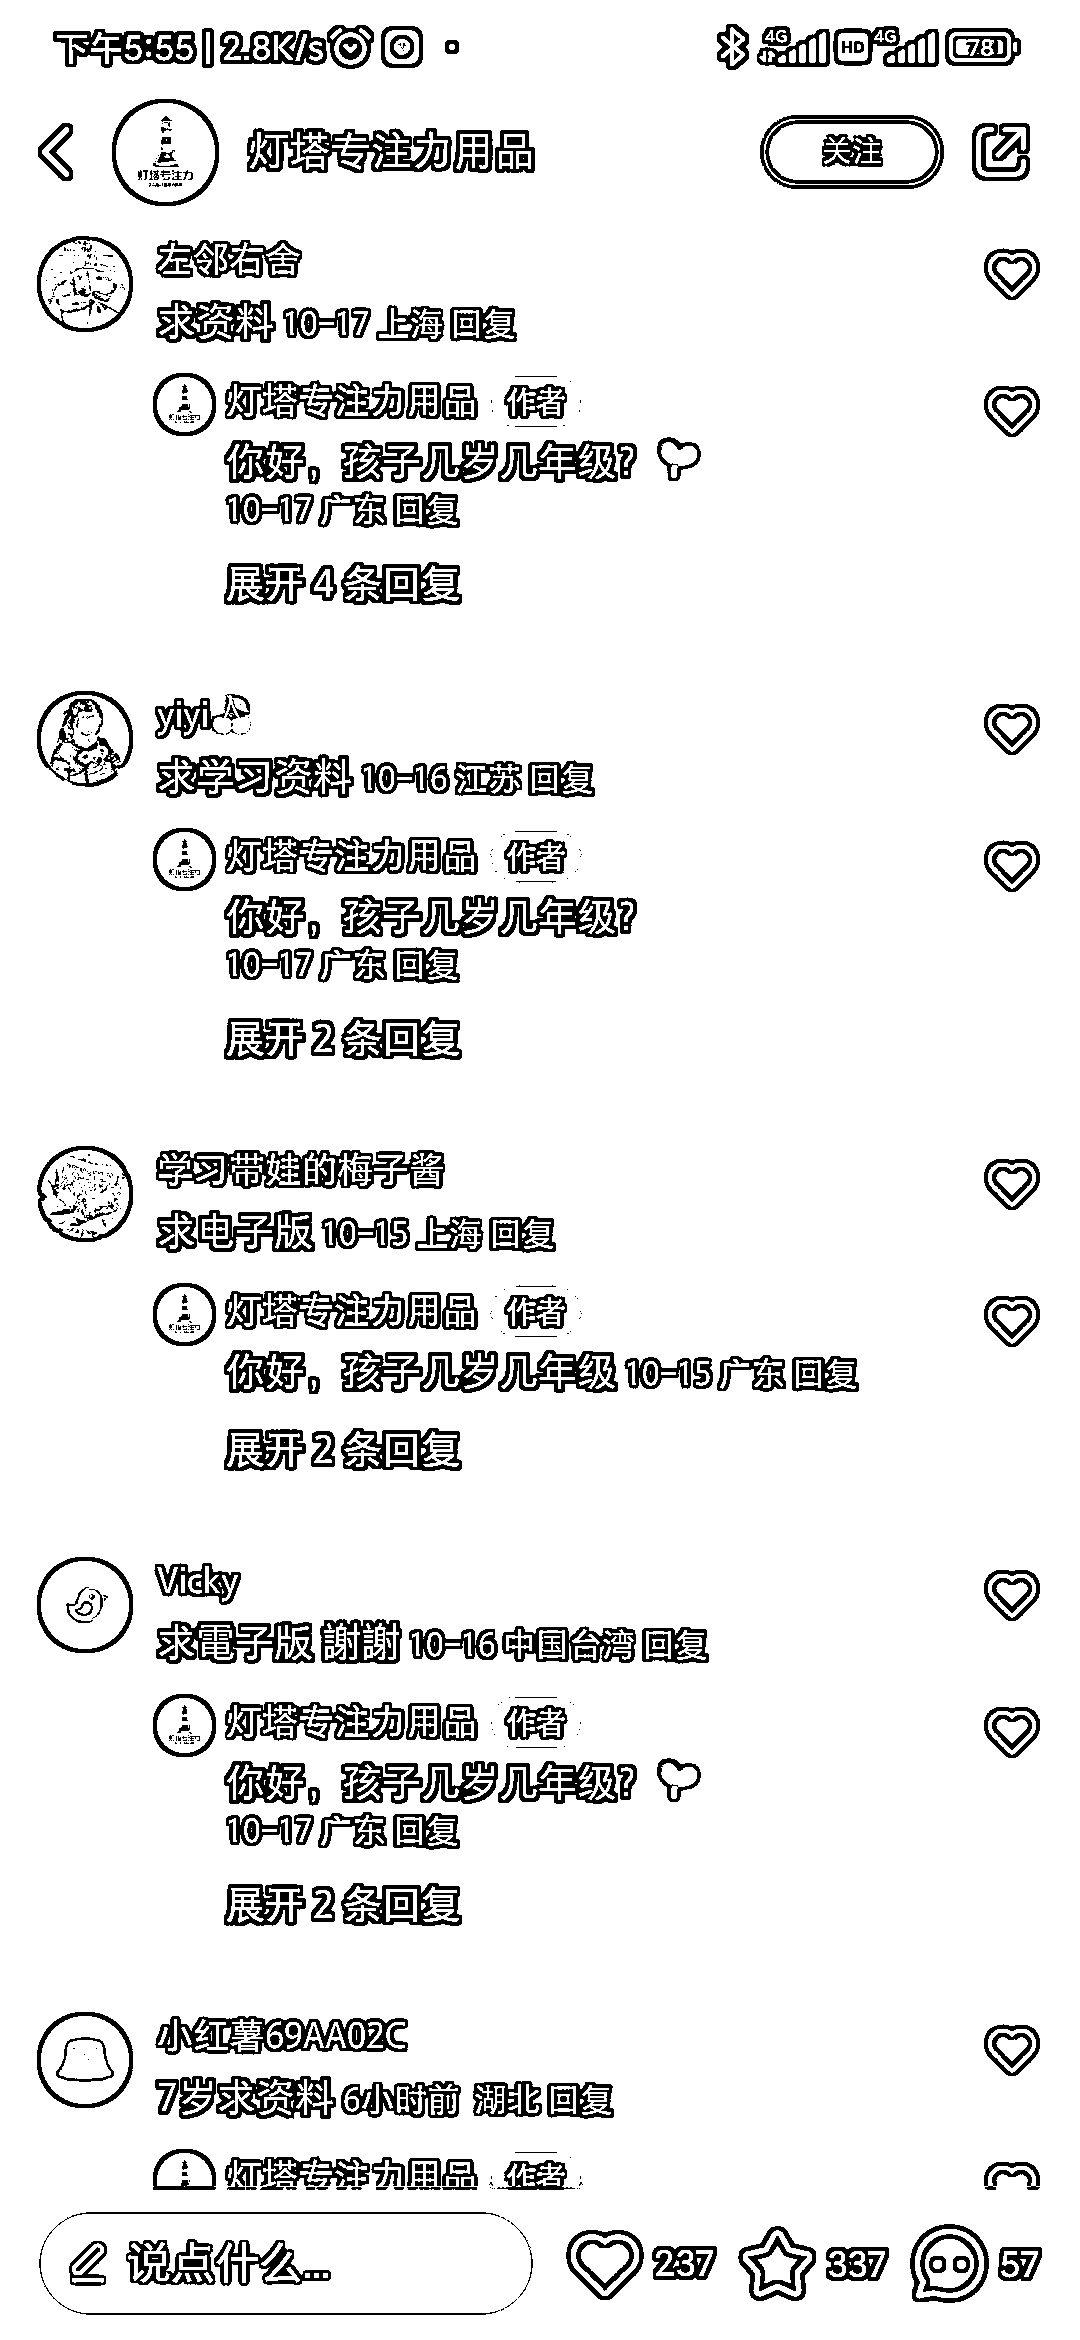 下午5:55 | 2.8K/s
4G HD 4G 78
灯塔专注力
灯塔专注力用品
关注
左邻右舍
求资料 10-17 上海 回复
灯塔专注力用品 作者
你好，孩子几岁几年级?
10-17 广东 回复
展开 4 条回复
yiyi🍒
求学习资料 10-16 江苏 回复
灯塔专注力用品 作者
你好，孩子几岁几年级?
10-17 广东 回复
展开 2 条回复
学习带娃的梅子酱
求电子版 10-15 上海 回复
灯塔专注力用品 作者
你好，孩子几岁几年级 10-15 广东 回复
展开 2 条回复
Vicky
求電子版 謝謝 10-16 中国台湾 回复
灯塔专注力用品 作者
你好，孩子几岁几年级?
10-17 广东 回复
展开 2 条回复
小红薯69AA02C
7岁求资料 6小时前 湖北 回复
灯塔专注力用品 作者
说点什么...
237
337
57